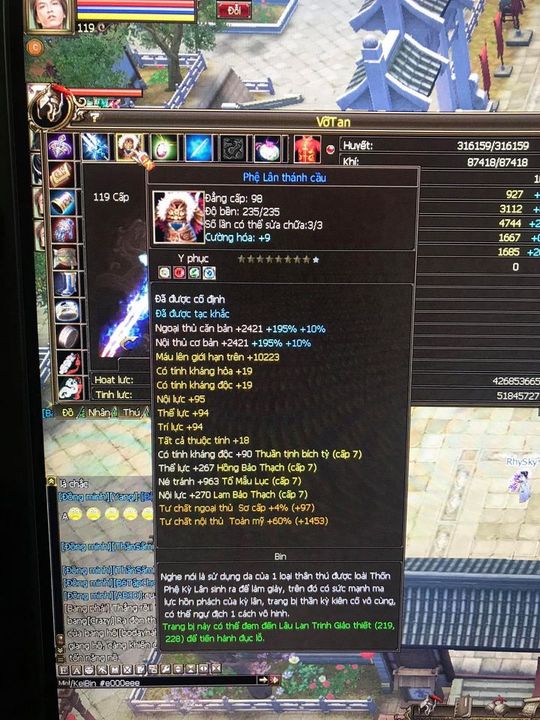 Đổi
119
VôTan
Huyết: 316159/316159
Khí: 87418/87418
Phệ Lân thánh cầu
119 Cấp
Đẳng cấp: 98
Độ bền: 235/235
Số lần có thể sửa chữa:3/3
Cường hóa: +9
927
3112
4744
1667
1685
0
Y phục
Đã được cố định
Đã được tạc khắc
Ngoại thủ căn bản +2421 +195% +10%
Nội thủ cơ bản +2421 +195% +10%
Máu lên giới hạn trên +10223
Có tính kháng hỏa +19
Có tính kháng độc +19
Nội lực +95
Thể lực +94
Trí lực +94
Tất cả thuộc tính +18
Có tính kháng độc +90 Thuần tịnh bích tỷ (cấp 7)
Thể lực +267 Hồng Bảo Thạch (cấp 7)
Né tránh +963 Tổ Mẫu Lục (cấp 7)
Nội lực +270 Lam Bảo Thạch (cấp 7)
Tư chất ngoại thủ Sơ cấp +4% (+97)
Tư chất nội thủ Toàn mỹ +60% (+1453)
Hoạt lực:
Tinh lực:
426853665
51845727
Đồ Nhân Thú
RhySky
là chắc
Bin
Nghe nói là sử dụng da của 1 loại thần thú được loài Thốn
Phệ Kỳ Lân sinh ra để làm giáy, trên đó có sức mạnh ma
lực hồn phách của kỳ lân, trang bị thần kỳ kiên cố vô cùng,
có thể ngự địch 1 cách vô hình.
Trang bị này có thể đem đến Lâu Lan Trinh Giảo thiết (219,
228) để tiến hành đục lỗ.
KeiBin #e000eee